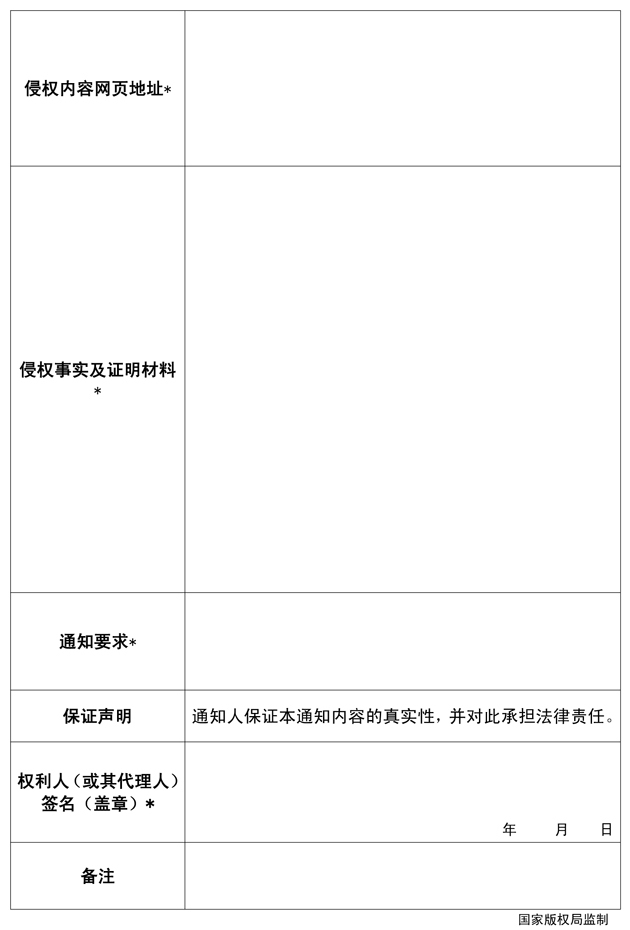 侵权内容网页地址*
侵权事实及证明材料
*
通知要求*
保证声明
通知人保证本通知内容的真实性，并对此承担法律责任。
权利人（或其代理人）
签名（盖章）*
年 月 日
备注
国家版权局监制